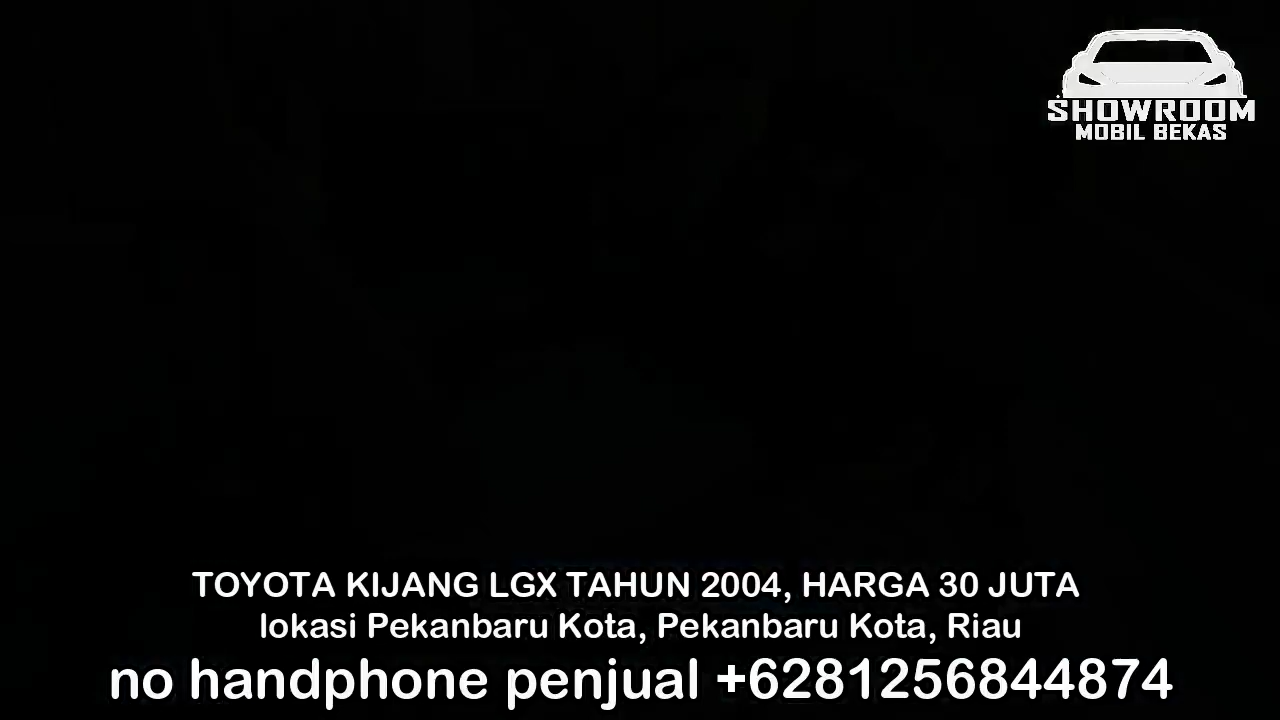 SHOWROOM
MOBIL BEKAS
TOYOTA KIJANG LGX TAHUN 2004, HARGA 30 JUTA
lokasi Pekanbaru Kota, Pekanbaru Kota, Riau
no handphone penjual +6281256844874